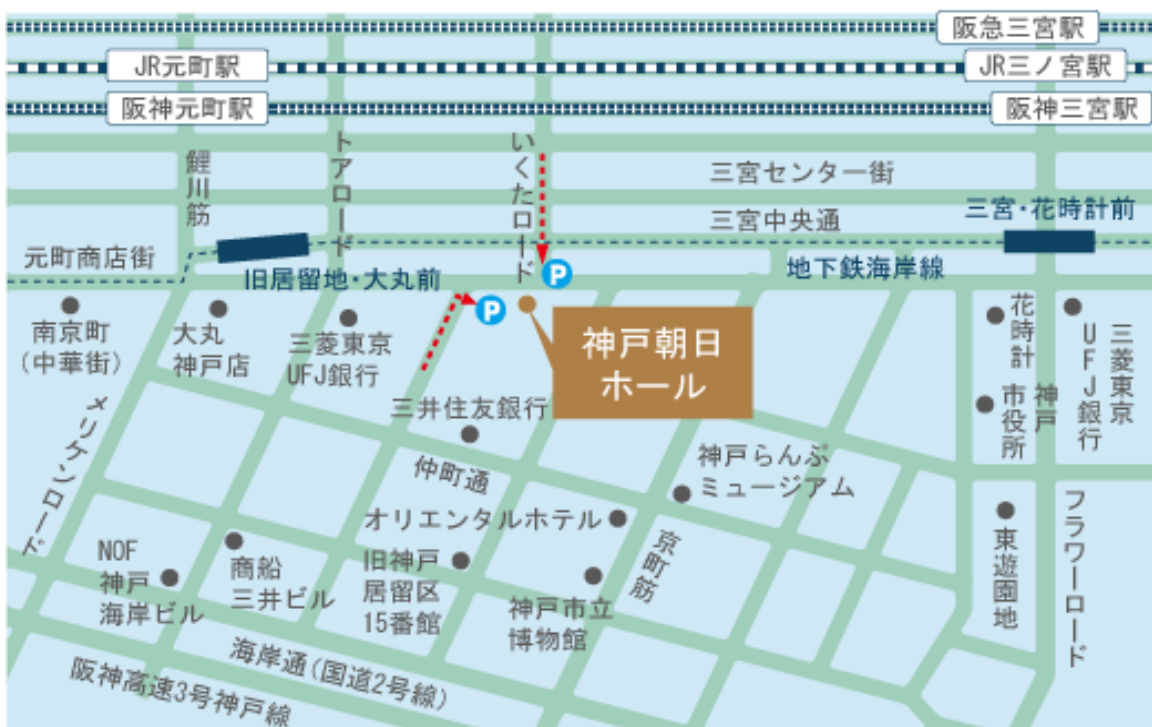 阪急三宮駅
JR元町駅
JR三ノ宮駅
阪神元町駅
阪神三宮駅
鯉川筋
トアロード
いくたロード
三宮センター街
三宮中央通
三宮・花時計前
元町商店街
旧居留地・大丸前
地下鉄海岸線
P
P
南京町
(中華街)
大丸
神戸店
三菱東京
UFJ銀行
神戸朝日
ホール
花時計
三菱東京
UFJ銀行
神戸
市役所
三井住友銀行
メリケンロード
仲町通
神戸らんぷ
ミュージアム
オリエンタルホテル
京町筋
東遊園地
フラワーロード
NOF
神戸
海岸ビル
商船
三井ビル
旧神戸
居留区
15番館
神戸市立
博物館
海岸通(国道2号線)
阪神高速3号神戸線